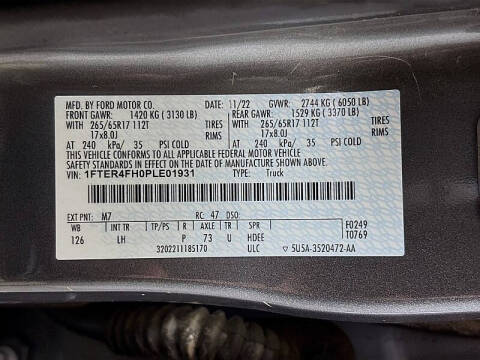 MFD. BY FORD MOTOR CO.
DATE: 11/22 GVWR: 2744 KG ( 6050 LB)
FRONT GAWR: 1420 KG ( 3130 LB) REAR GAWR: 1529 KG ( 3370 LB)
WITH 265/65R17 112T TIRES WITH 265/65R17 112T TIRES
17x8.0J RIMS 17x8.0J RIMS
AT 240 kPa/ 35 PSI COLD AT 240 kPa/ 35 PSI COLD
THIS VEHICLE CONFORMS TO ALL APPLICABLE FEDERAL MOTOR VEHICLE
SAFETY STANDARDS IN EFFECT ON THE DATE OF MANUFACTURE SHOWN ABOVE.
VIN: 1FTER4FH0PLE01931 TYPE: Truck
EXT PNT: M7 RC: 47 DSO: F0249
WB INT TR TP/PS R AXLE TR SPR T0769
126 LH P 73 U HDEE
3202211185170 ULC 5U5A-3520472-AA